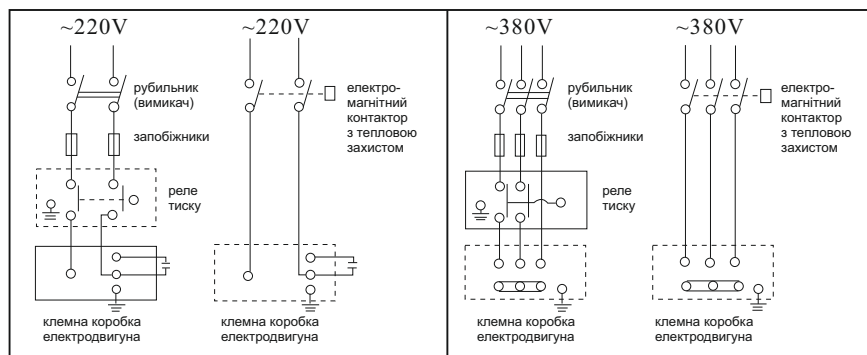 ~220V
~220V
рубильник
(вимикач)
запобіжники
реле
тиску
електро-
магнітний
контактор
з тепловою
захистом
клемна коробка
електродвигуна
клемна коробка
електродвигуна
~380V
~380V
рубильник
(вимикач)
запобіжники
реле
тиску
електро-
магнітний
контактор
з тепловою
захистом
клемна коробка
електродвигуна
клемна коробка
електродвигуна